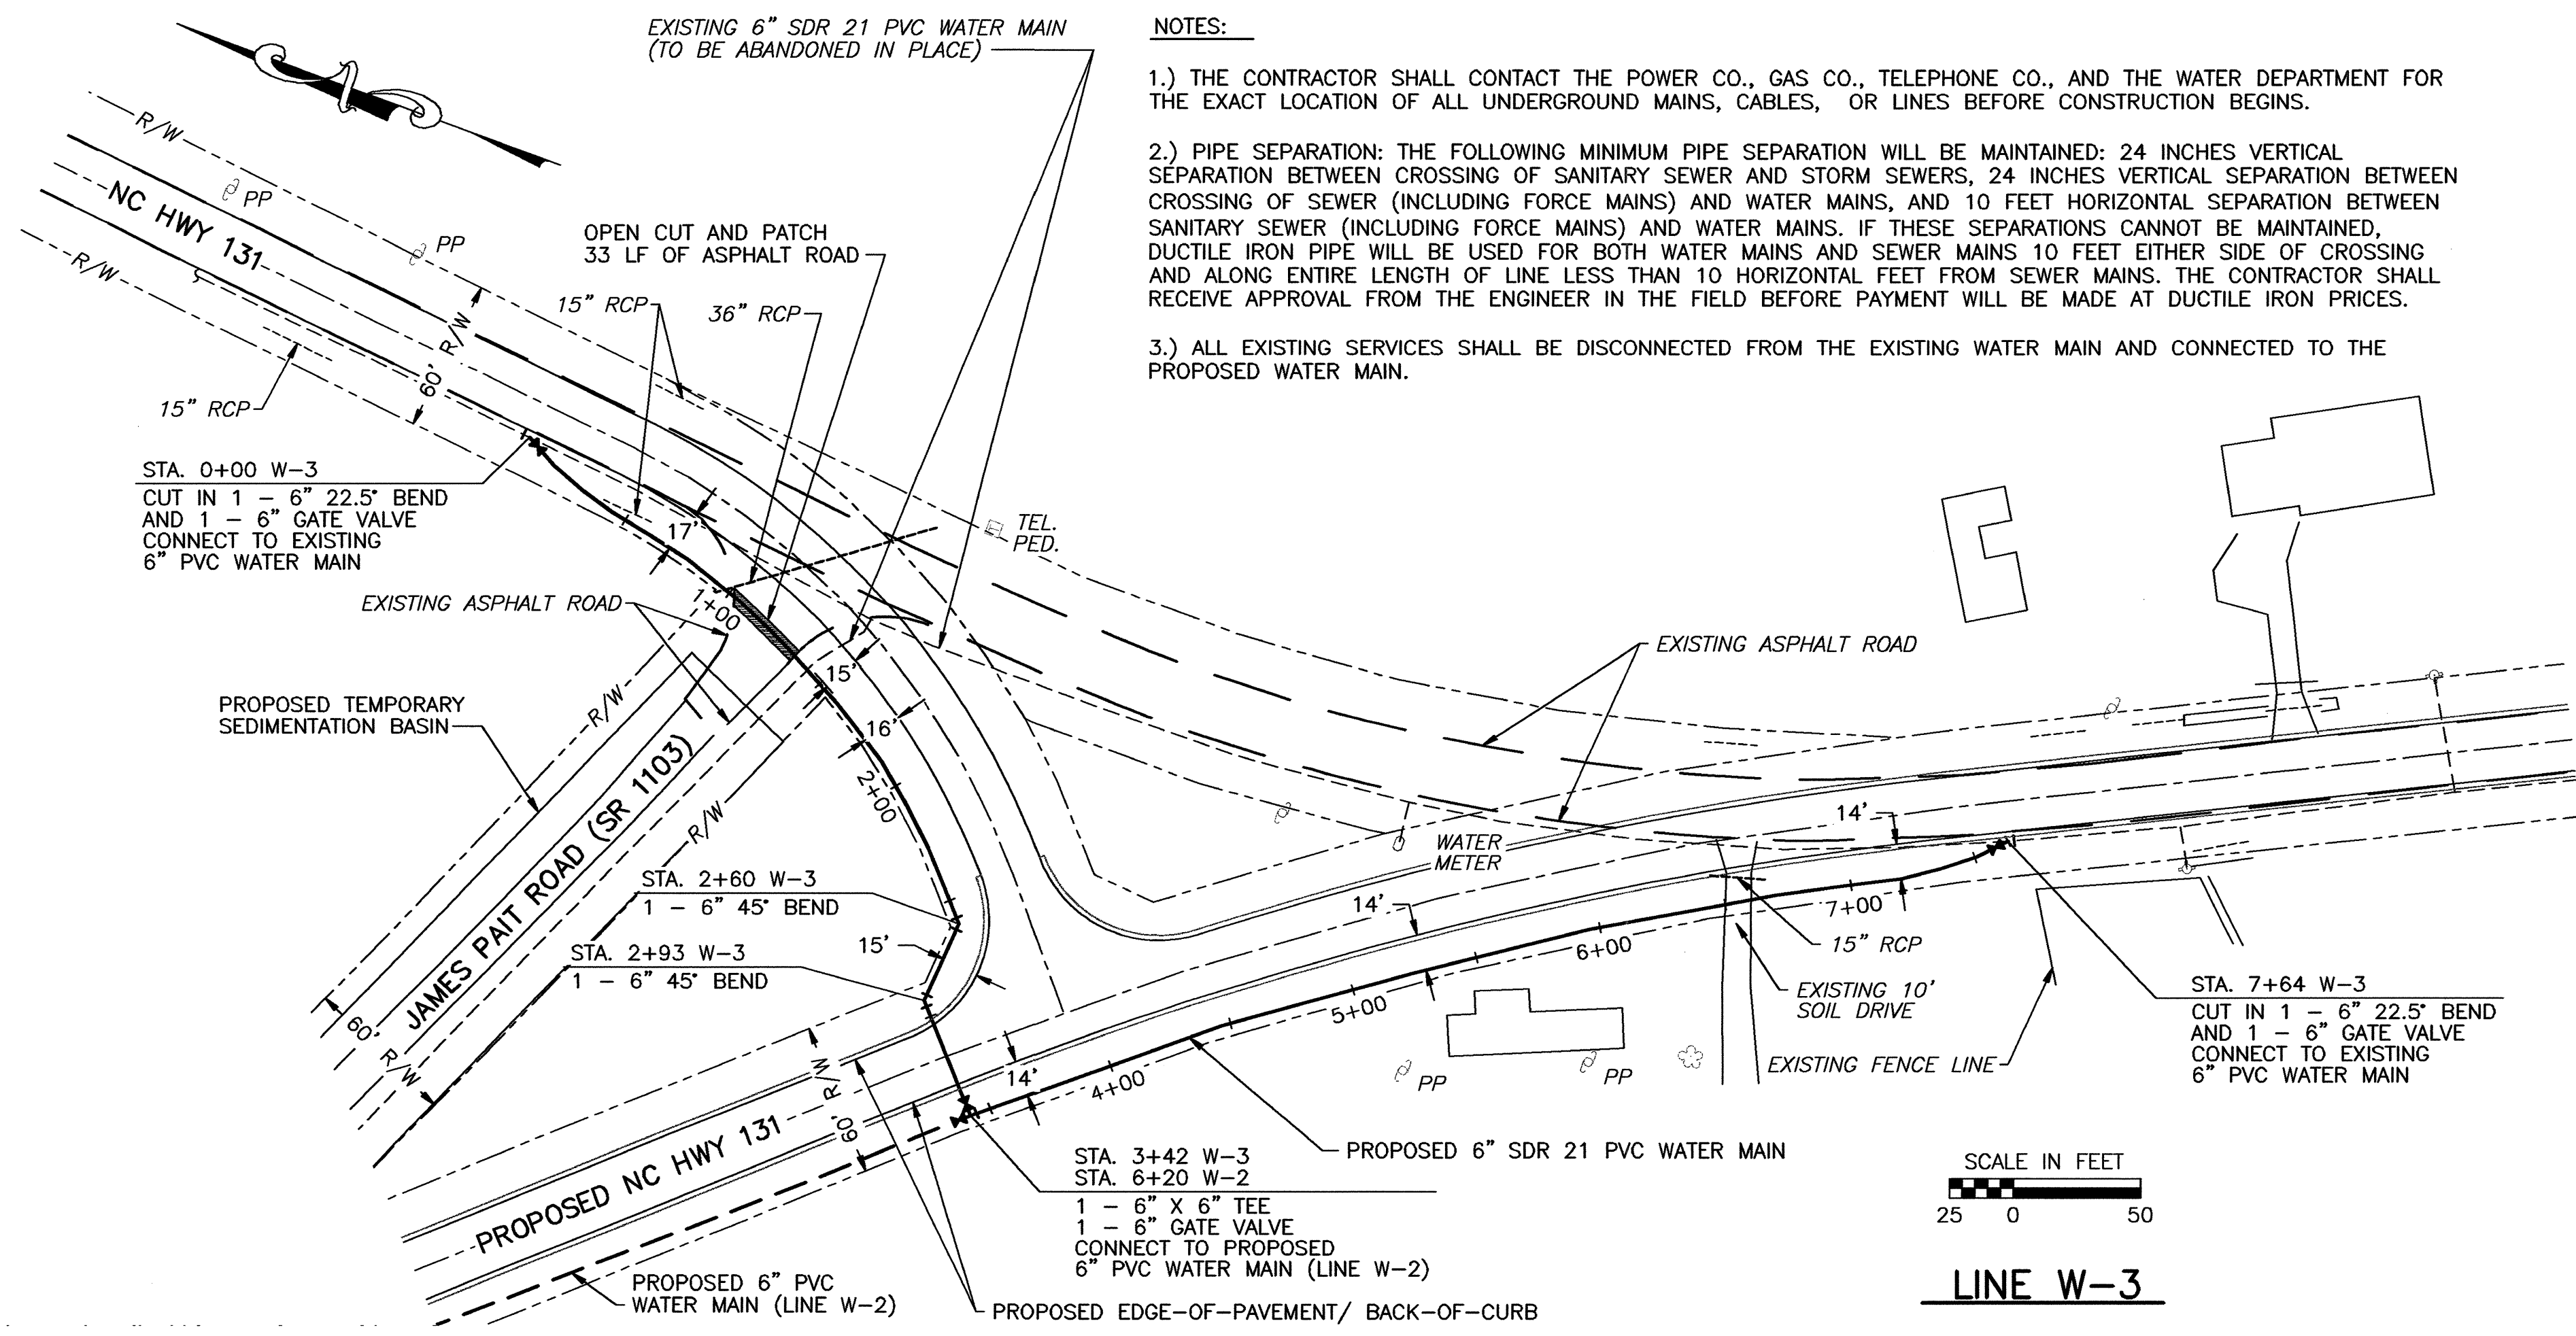 EXISTING 6" SDR 21 PVC WATER MAIN
(TO BE ABANDONED IN PLACE)
NOTES:
1.) THE CONTRACTOR SHALL CONTACT THE POWER CO., GAS CO., TELEPHONE CO., AND THE WATER DEPARTMENT FOR
THE EXACT LOCATION OF ALL UNDERGROUND MAINS, CABLES, OR LINES BEFORE CONSTRUCTION BEGINS.
2.) PIPE SEPARATION: THE FOLLOWING MINIMUM PIPE SEPARATION WILL BE MAINTAINED: 24 INCHES VERTICAL
SEPARATION BETWEEN CROSSING OF SANITARY SEWER AND STORM SEWERS, 24 INCHES VERTICAL SEPARATION BETWEEN
CROSSING OF SEWER (INCLUDING FORCE MAINS) AND WATER MAINS, AND 10 FEET HORIZONTAL SEPARATION BETWEEN
SANITARY SEWER (INCLUDING FORCE MAINS) AND WATER MAINS. IF THESE SEPARATIONS CANNOT BE MAINTAINED,
DUCTILE IRON PIPE WILL BE USED FOR BOTH WATER MAINS AND SEWER MAINS 10 FEET EITHER SIDE OF CROSSING
AND ALONG ENTIRE LENGTH OF LINE LESS THAN 10 HORIZONTAL FEET FROM SEWER MAINS. THE CONTRACTOR SHALL
RECEIVE APPROVAL FROM THE ENGINEER IN THE FIELD BEFORE PAYMENT WILL BE MADE AT DUCTILE IRON PRICES.
3.) ALL EXISTING SERVICES SHALL BE DISCONNECTED FROM THE EXISTING WATER MAIN AND CONNECTED TO THE
PROPOSED WATER MAIN.
N
R/W
PP
NC HWY 131
R/W
PP
OPEN CUT AND PATCH
33 LF OF ASPHALT ROAD
15" RCP
36" RCP
60' R/W
15" RCP
STA. 0+00 W-3
CUT IN 1 - 6" 22.5° BEND
AND 1 - 6" GATE VALVE
CONNECT TO EXISTING
6" PVC WATER MAIN
17'
TEL.
PED.
EXISTING ASPHALT ROAD
1+00
EXISTING ASPHALT ROAD
15'
R/W
PROPOSED TEMPORARY
SEDIMENTATION BASIN
16'
2+00
R/W
JAMES PAIT ROAD (SR 1103)
14'
WATER
METER
STA. 2+60 W-3
1 - 6" 45° BEND
14'
7+00
15'
6+00
15" RCP
STA. 2+93 W-3
1 - 6" 45° BEND
5+00
EXISTING 10'
SOIL DRIVE
STA. 7+64 W-3
CUT IN 1 - 6" 22.5° BEND
AND 1 - 6" GATE VALVE
CONNECT TO EXISTING
6" PVC WATER MAIN
60' R/W
14'
4+00
PP
PP
EXISTING FENCE LINE
60' R/W
PROPOSED NC HWY 131
PROPOSED 6" SDR 21 PVC WATER MAIN
STA. 3+42 W-3
STA. 6+20 W-2
1 - 6" X 6" TEE
1 - 6" GATE VALVE
CONNECT TO PROPOSED
6" PVC WATER MAIN (LINE W-2)
SCALE IN FEET
25 0 50
PROPOSED 6" PVC
WATER MAIN (LINE W-2)
PROPOSED EDGE-OF-PAVEMENT/ BACK-OF-CURB
LINE W-3